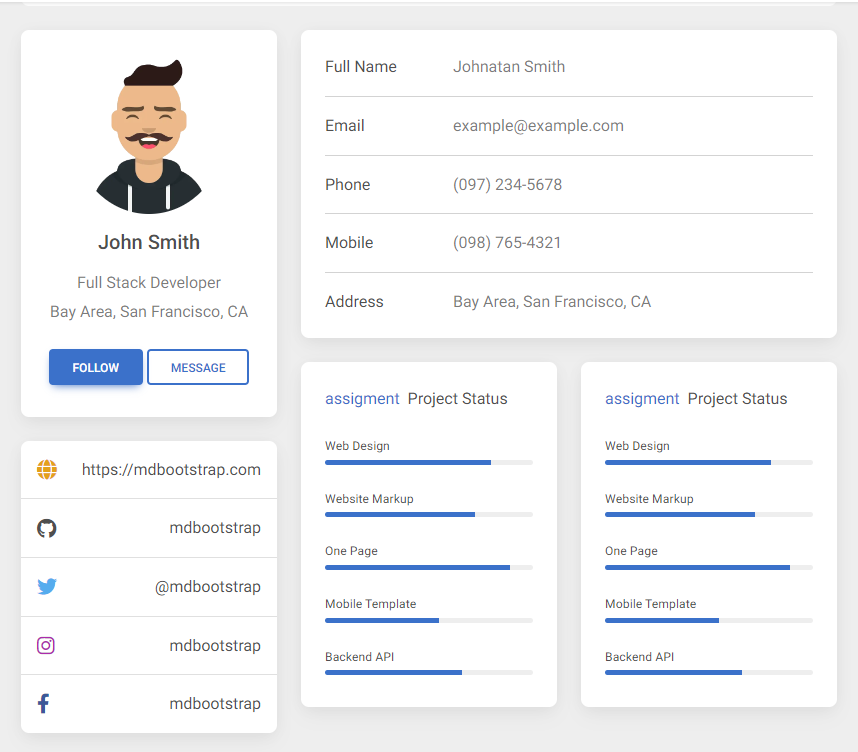 John Smith
Full Stack Developer
Bay Area, San Francisco, CA
FOLLOW MESSAGE
https://mdbootstrap.com
mdbootstrap
@mdbootstrap
mdbootstrap
mdbootstrap
Full Name Johnatan Smith
Email example@example.com
Phone (097) 234-5678
Mobile (098) 765-4321
Address Bay Area, San Francisco, CA
assigment Project Status
Web Design
Website Markup
One Page
Mobile Template
Backend API
assigment Project Status
Web Design
Website Markup
One Page
Mobile Template
Backend API